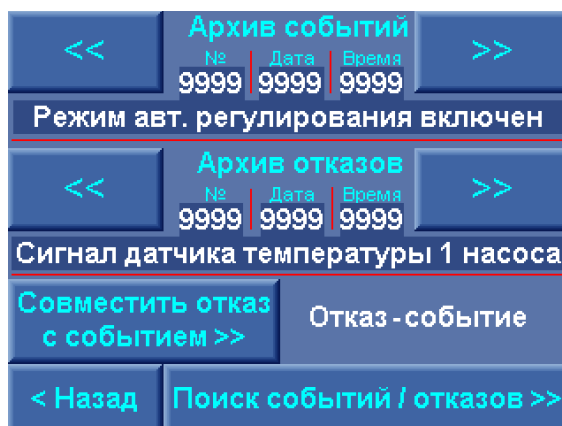 << Архив событий >>
№ Дата Время
9999 9999 9999
Режим авт. регулирования включен
<< Архив отказов >>
№ Дата Время
9999 9999 9999
Сигнал датчика температуры 1 насоса
Совместить отказ
с событием >>
Отказ-событие
< Назад
Поиск событий / отказов >>